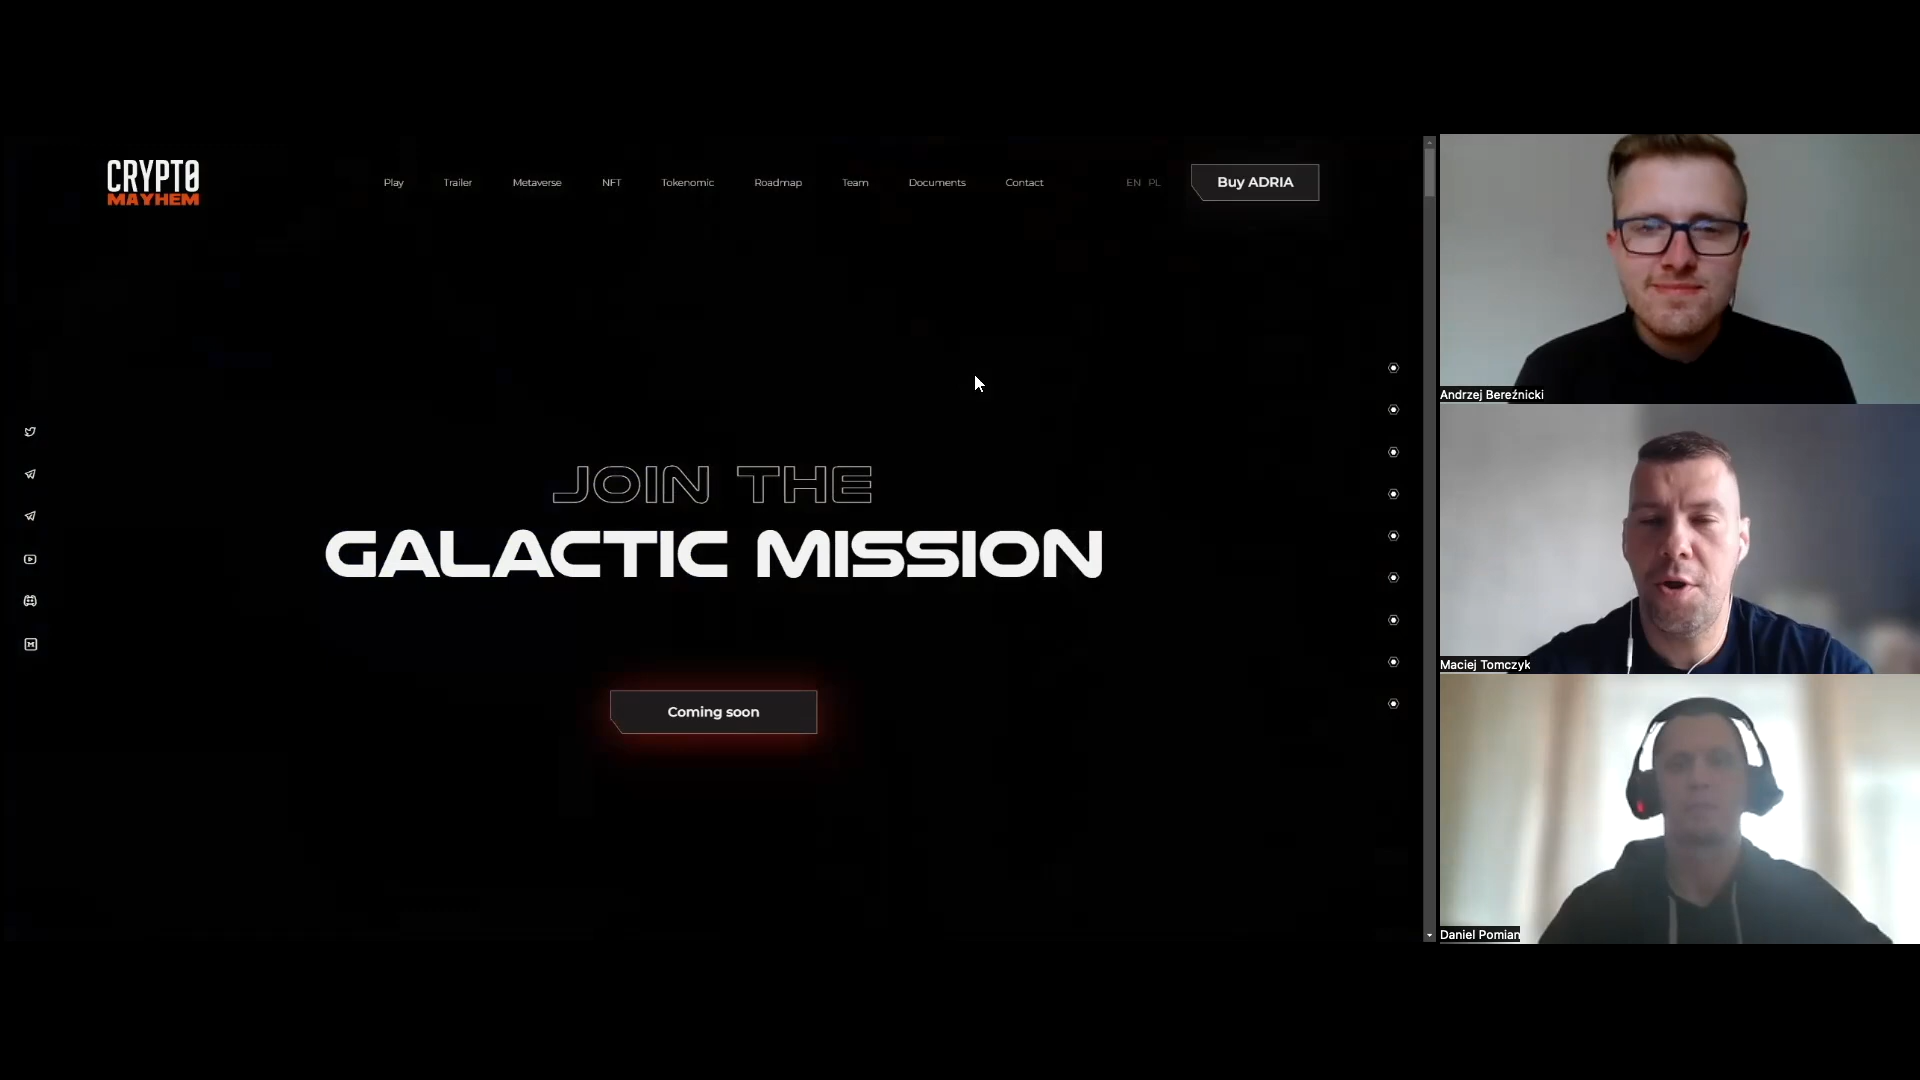 CRYPTO
MAYHEM
Play Trailer Metaverse NFT Tokenomic Roadmap Team Documents Contact EN PL Buy ADRIA
JOIN THE
GALACTIC MISSION
Coming soon
Andrzej Bereźnicki
Maciej Tomczyk
Daniel Pomian